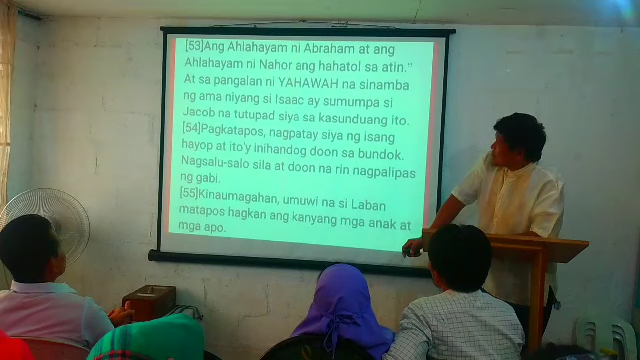 [53]Ang Ahlahayam ni Abraham at ang
Ahlahayam ni Nahor ang hahatol sa atin.”
At sa pangalan ni YAHAWAH na sinamba
ng ama niyang si Isaac ay sumumpa si
Jacob na tutupad siya sa kasunduang ito.
[54]Pagkatapos, nagpatay siya ng isang
hayop at ito'y inihandog doon sa bundok.
Nagsalu-salo sila at doon na rin nagpalipas
ng gabi.
[55]Kinaumagahan, umuwi na si Laban
matapos hagkan ang kanyang mga anak at
mga apo.